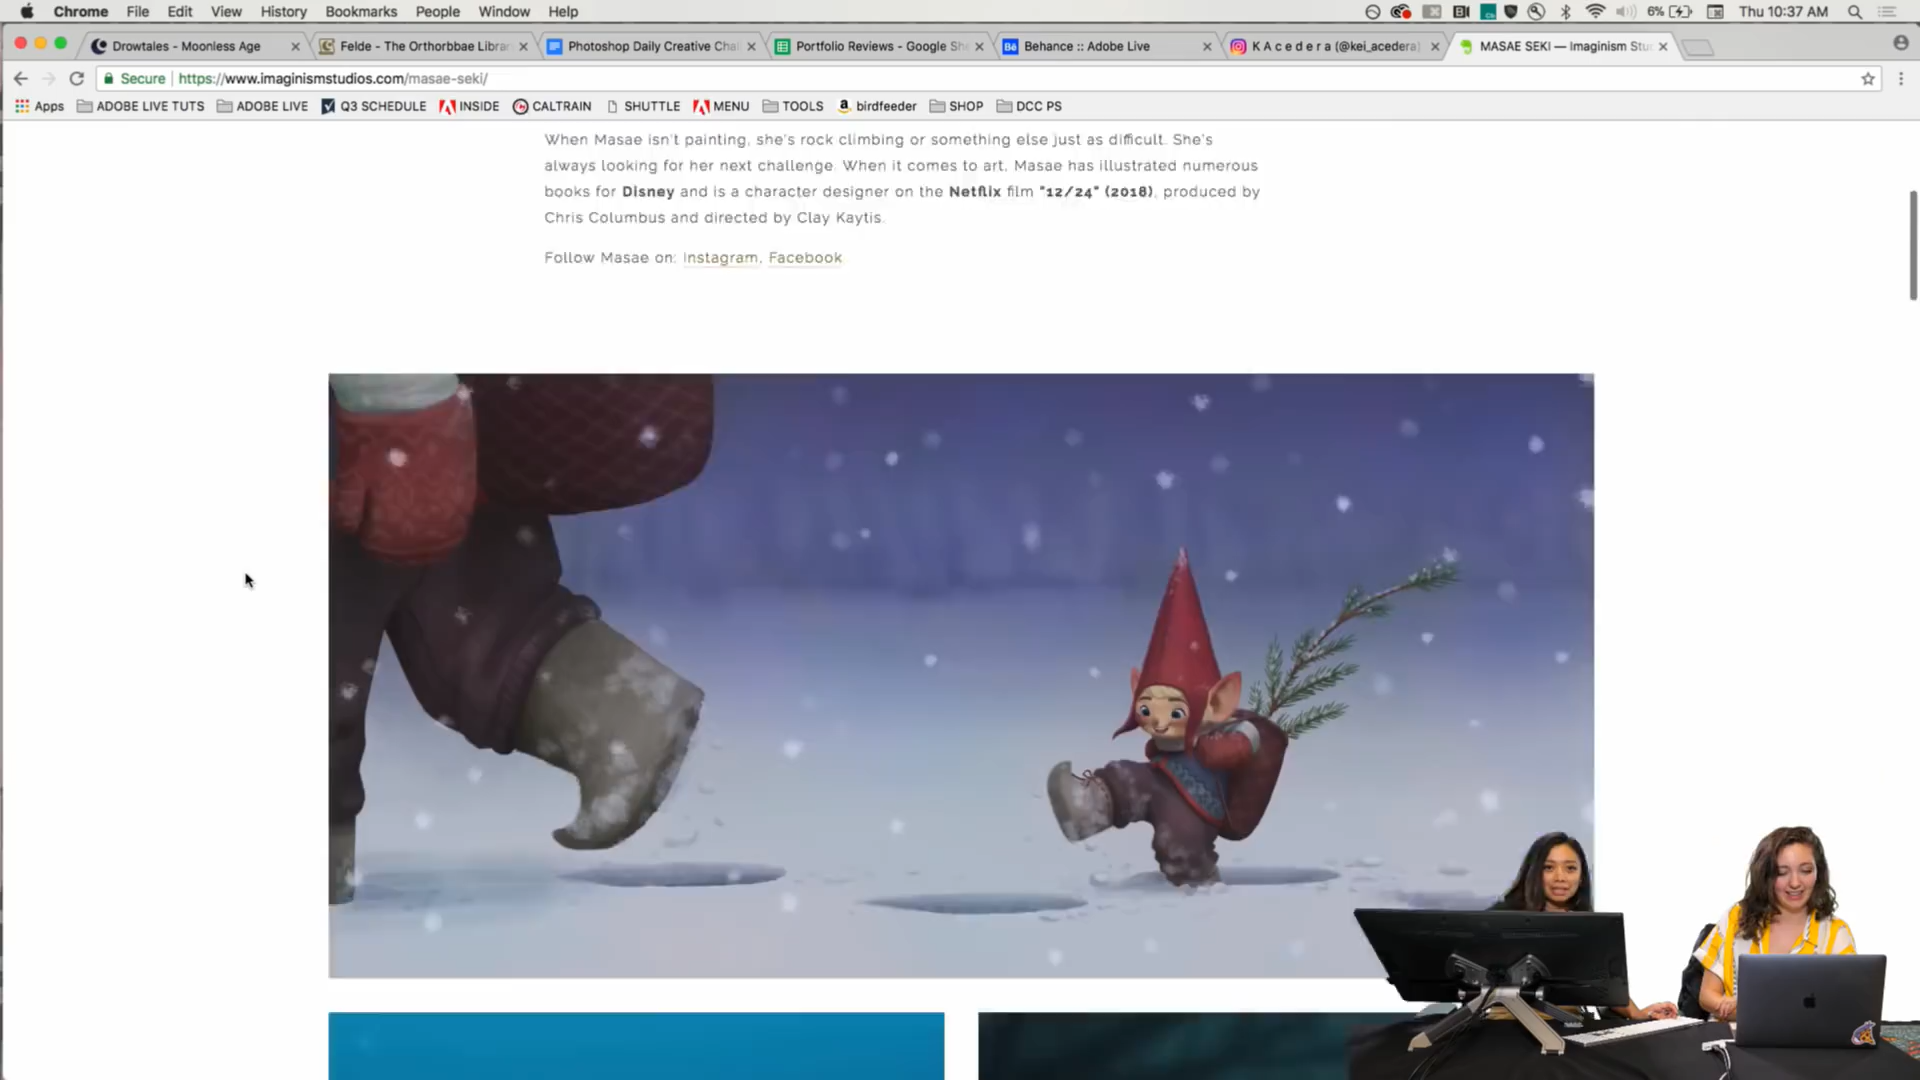 Chrome File Edit View History Bookmarks People Window Help 6% Thu 10:37 AM
Drowtales - Moonless Age Felde - The Orthorbbae Librar Photoshop Daily Creative Chal Portfolio Reviews - Google She Behance :: Adobe Live K A c e d e r a (@kei_acedera) MASAE SEKI — Imaginism Stu
Secure https://www.imaginismstudios.com/masae-seki/
Apps ADOBE LIVE TUTS ADOBE LIVE Q3 SCHEDULE INSIDE CALTRAIN SHUTTLE MENU TOOLS birdfeeder SHOP DCC PS
When Masae isn't painting, she's rock climbing or something else just as difficult. She's
always looking for her next challenge. When it comes to art, Masae has illustrated numerous
books for Disney and is a character designer on the Netflix film "12/24" (2018), produced by
Chris Columbus and directed by Clay Kaytis.
Follow Masae on: Instagram, Facebook